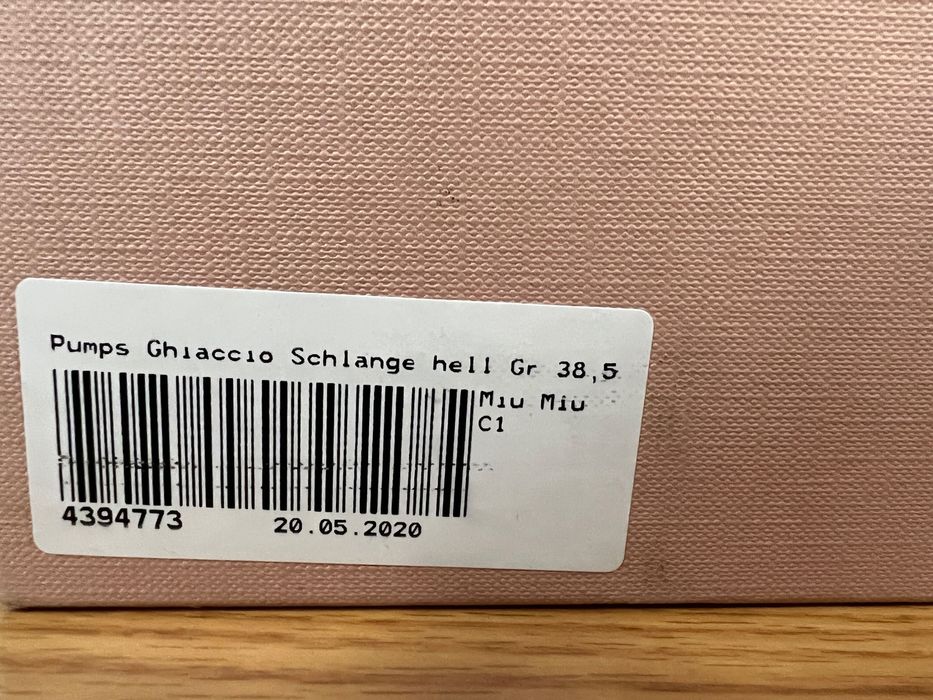 Pumps Ghiaccio Schlange hell Gr 38,5
Miu Miu
C1
4394773 20.05.2020